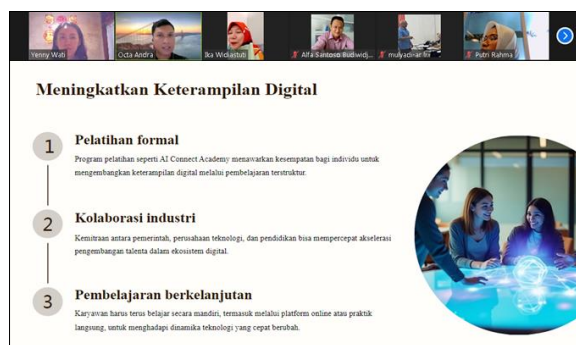 Yenny Wati
Octa Andra
Ika Widiastuti
Alfa Santoso Budiwidj...
Putri Rahma
Meningkatkan Keterampilan Digital
1
Pelatihan formal
Program pelatihan seperti AI Connect Academy menawarkan kesempatan bagi individu untuk
mengembangkan keterampilan digital melalui pembelajaran terstruktur.
2
Kolaborasi industri
Kemitraan antara pemerintah, perusahaan teknologi, dan pendidikan bisa mempercepat akselerasi
pengembangan talenta dalam ekosistem digital.
3
Pembelajaran berkelanjutan
Karyawan harus terus belajar secara mandiri, termasuk melalui platform online atau praktik
langsung, untuk menghadapi dinamika teknologi yang cepat berubah.